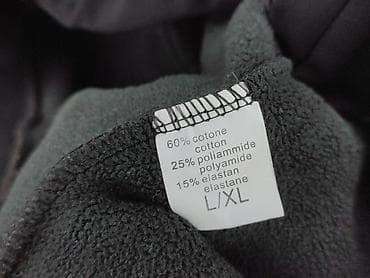 60% cotone
cotton
25% poliammide
polyamide
15% elastan
elastane
L/XL